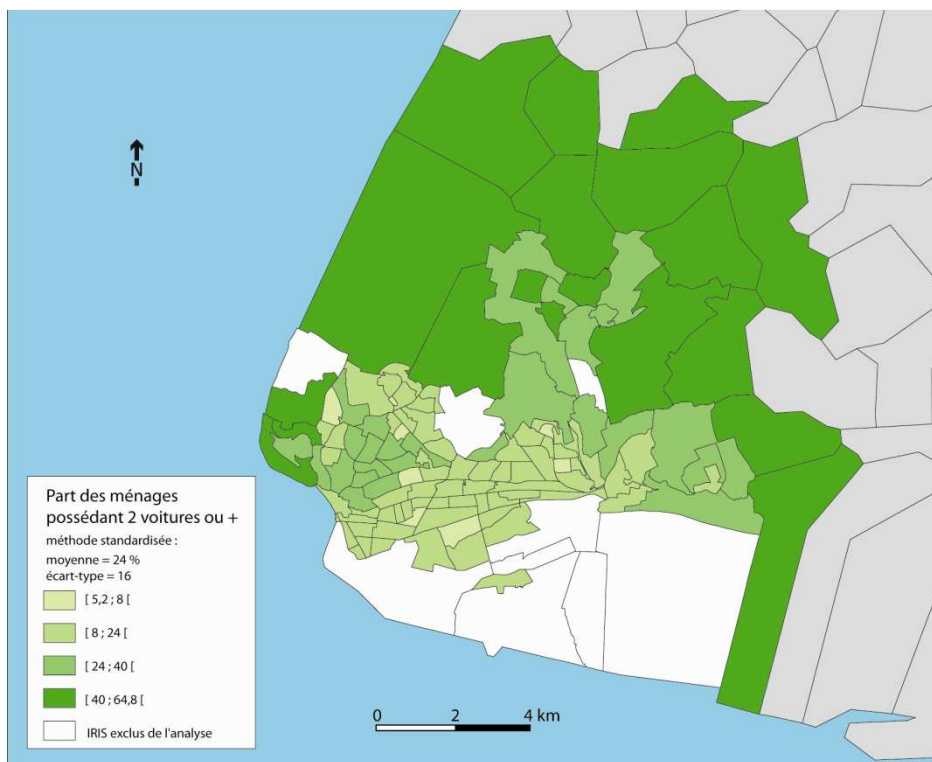 N
Part des ménages
possédant 2 voitures ou +
méthode standardisée :
moyenne = 24 %
écart-type = 16
[ 5,2 ; 8 [
[ 8 ; 24 [
[ 24 ; 40 [
[ 40 ; 64,8 [
IRIS exclus de l'analyse
0 2 4 km